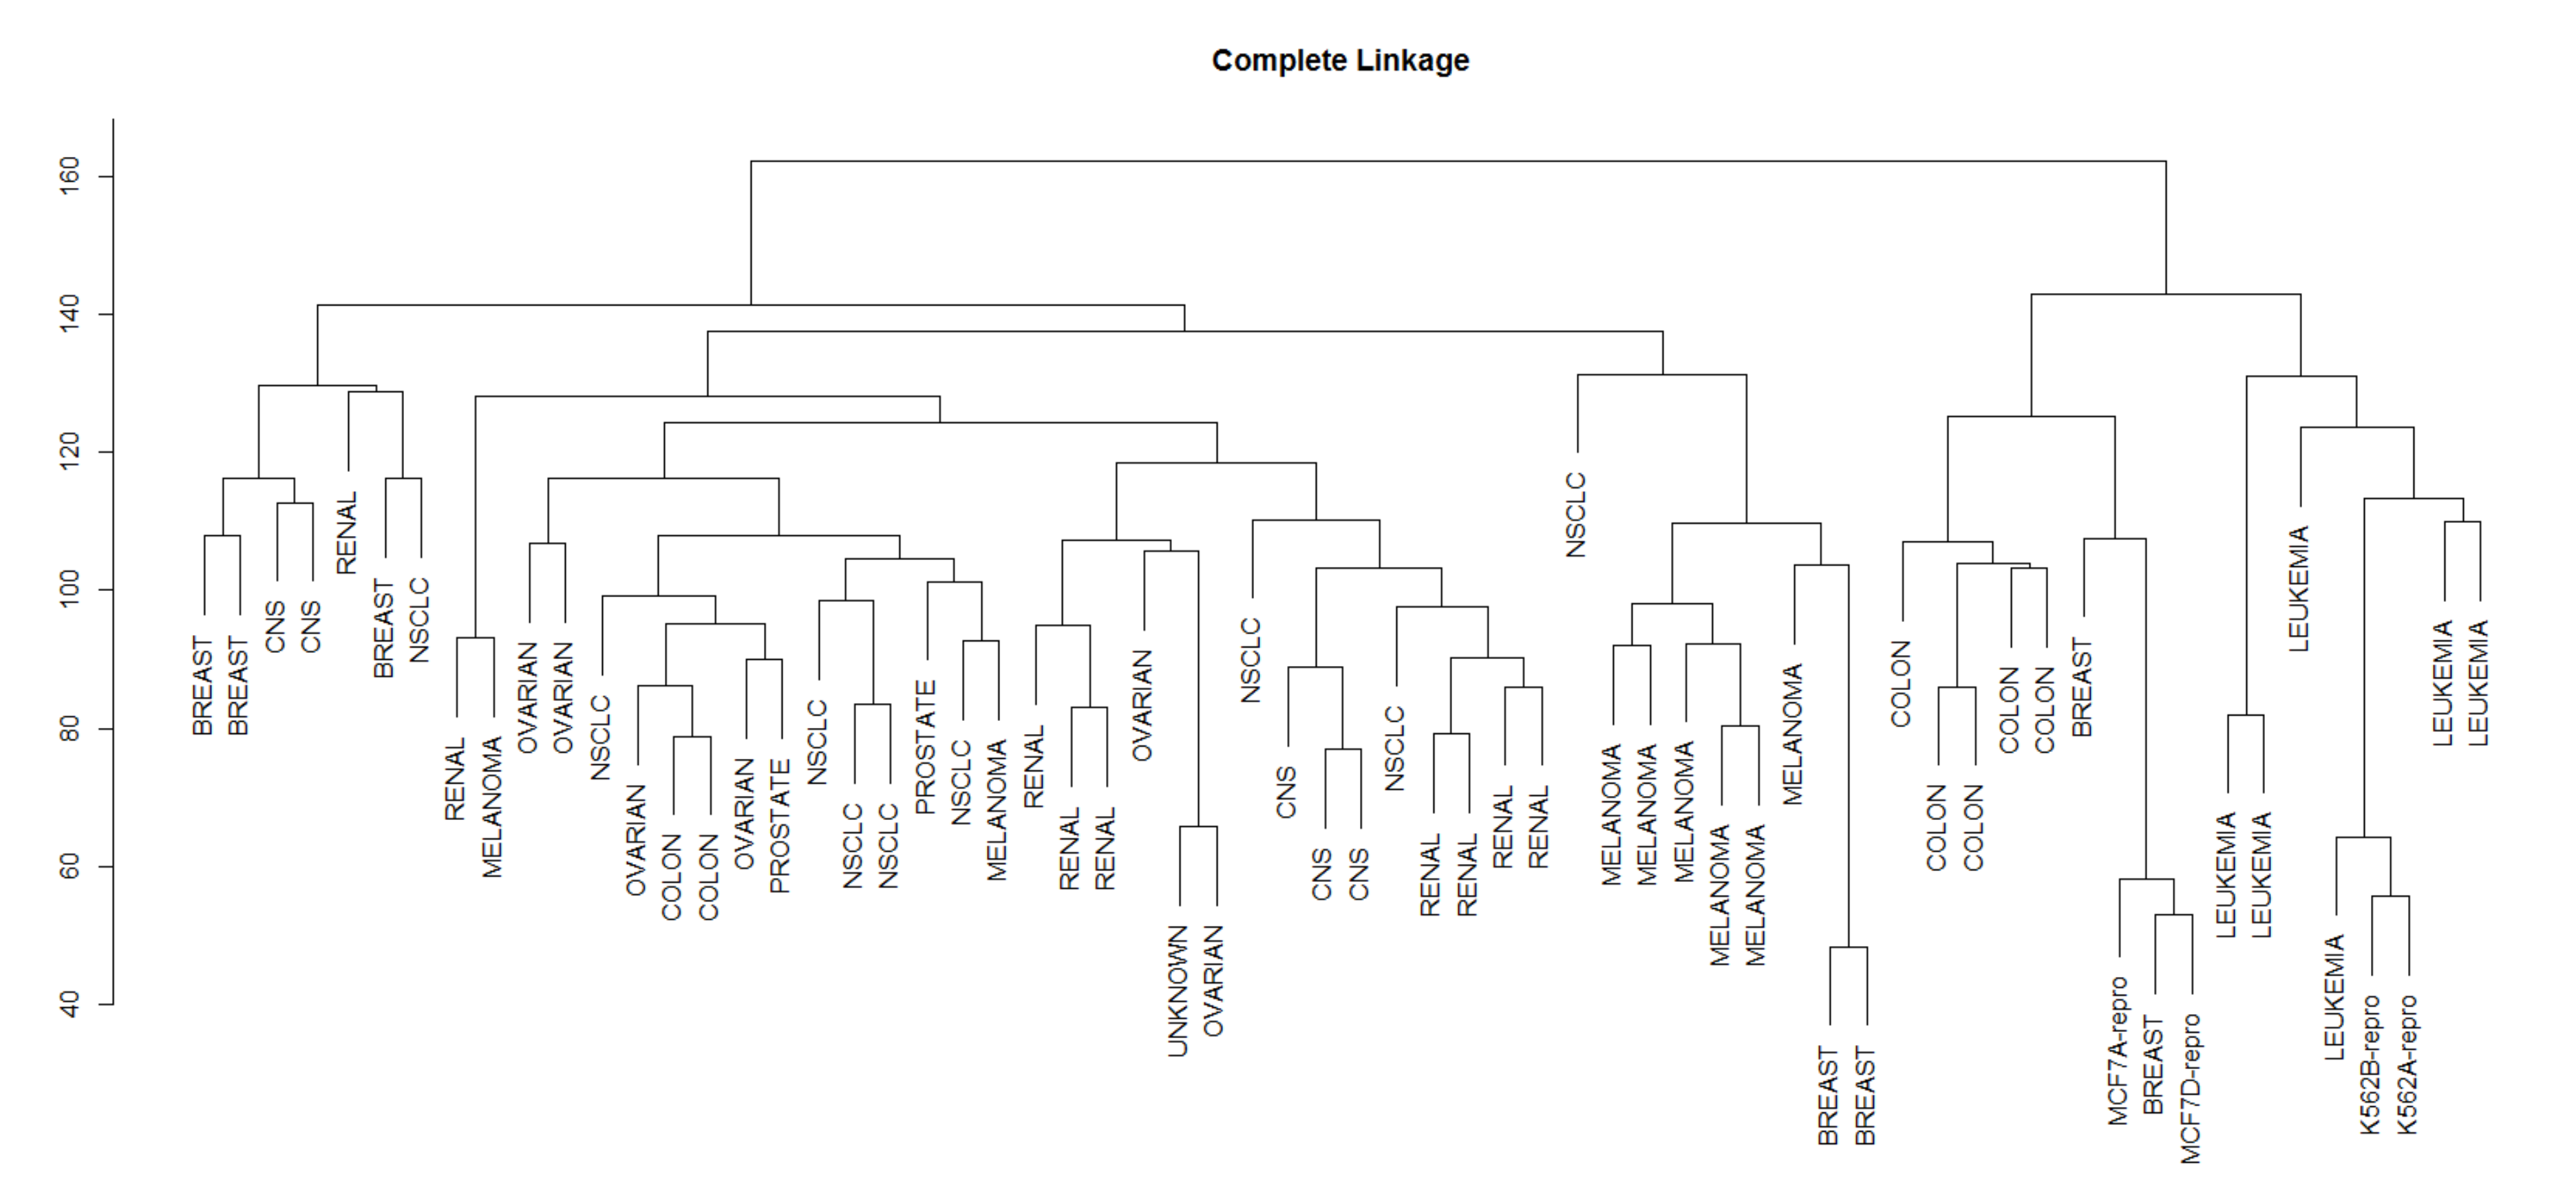 Complete Linkage
160
140
120
100
80
60
40
BREAST
BREAST
CNS
CNS
RENAL
BREAST
NSCLC
RENAL
MELANOMA
OVARIAN
OVARIAN
NSCLC
OVARIAN
COLON
COLON
OVARIAN
PROSTATE
NSCLC
NSCLC
NSCLC
PROSTATE
NSCLC
MELANOMA
RENAL
RENAL
RENAL
OVARIAN
UNKNOWN
OVARIAN
NSCLC
CNS
CNS
CNS
NSCLC
RENAL
RENAL
RENAL
RENAL
NSCLC
MELANOMA
MELANOMA
MELANOMA
MELANOMA
MELANOMA
MELANOMA
BREAST
BREAST
COLON
COLON
COLON
COLON
COLON
BREAST
MCF7A-repro
BREAST
MCF7D-repro
LEUKEMIA
LEUKEMIA
LEUKEMIA
LEUKEMIA
K562B-repro
K562A-repro
LEUKEMIA
LEUKEMIA